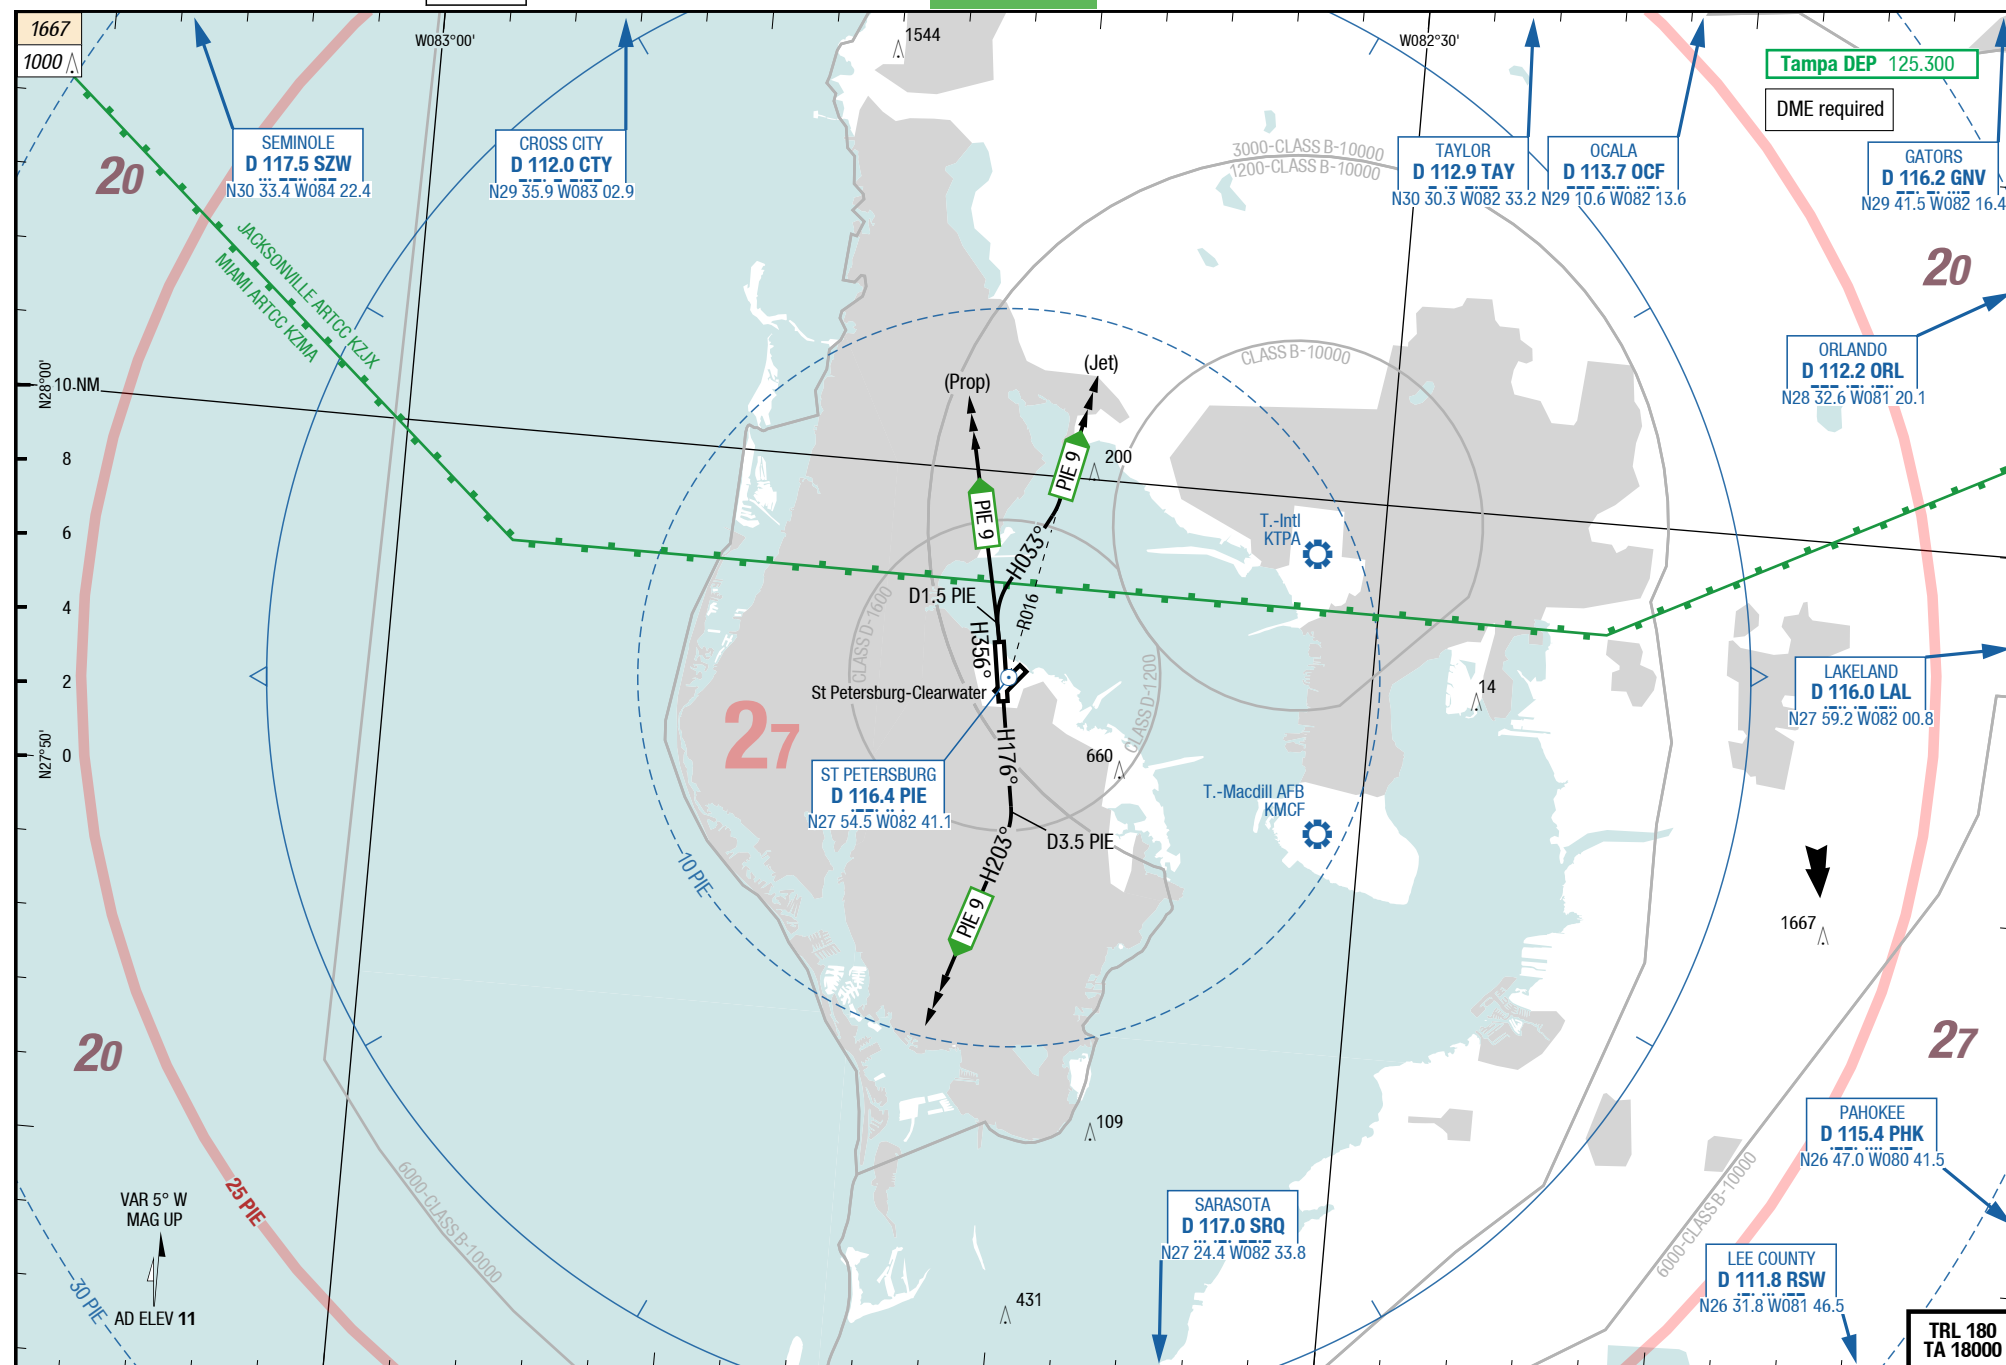 1667
1000
W083°00'
1544
W082°30'
Tampa DEP 125.300
DME required
SEMINOLE
D 117.5 SZW
N30 33.4 W084 22.4
CROSS CITY
D 112.0 CTY
N29 35.9 W083 02.9
3000-CLASS B-10000
1200-CLASS B-10000
TAYLOR
D 112.9 TAY
N30 30.3 W082 33.2
OCALA
D 113.7 OCF
N29 10.6 W082 13.6
GATORS
D 116.2 GNV
N29 41.5 W082 16.4
20
20
JACKSONVILLE ARTCC KZJX
MIAMI ARTCC KZMA
ORLANDO
D 112.2 ORL
N28 32.6 W081 20.1
CLASS B-10000
(Jet)
(Prop)
N28°00'
10 NM
8
6
4
2
0
N27°50'
PIE 9
PIE 9
200
T.-Intl
KTPA
H033°
D1.5 PIE
R016
H356°
CLASS D-1600
CLASS D-1200
St Petersburg-Clearwater
14
LAKELAND
D 116.0 LAL
N27 59.2 W082 00.8
27
H176°
660
ST PETERSBURG
D 116.4 PIE
N27 54.5 W082 41.1
T.-Macdill AFB
KMCF
D3.5 PIE
H203°
10 PIE
PIE 9
1667
20
27
109
PAHOKEE
D 115.4 PHK
N26 47.0 W080 41.5
6000-CLASS B-10000
6000-CLASS B-10000
25 PIE
VAR 5° W
MAG UP
AD ELEV 11
30 PIE
SARASOTA
D 117.0 SRQ
N27 24.4 W082 33.8
LEE COUNTY
D 111.8 RSW
N26 31.8 W081 46.5
431
TRL 180
TA 18000